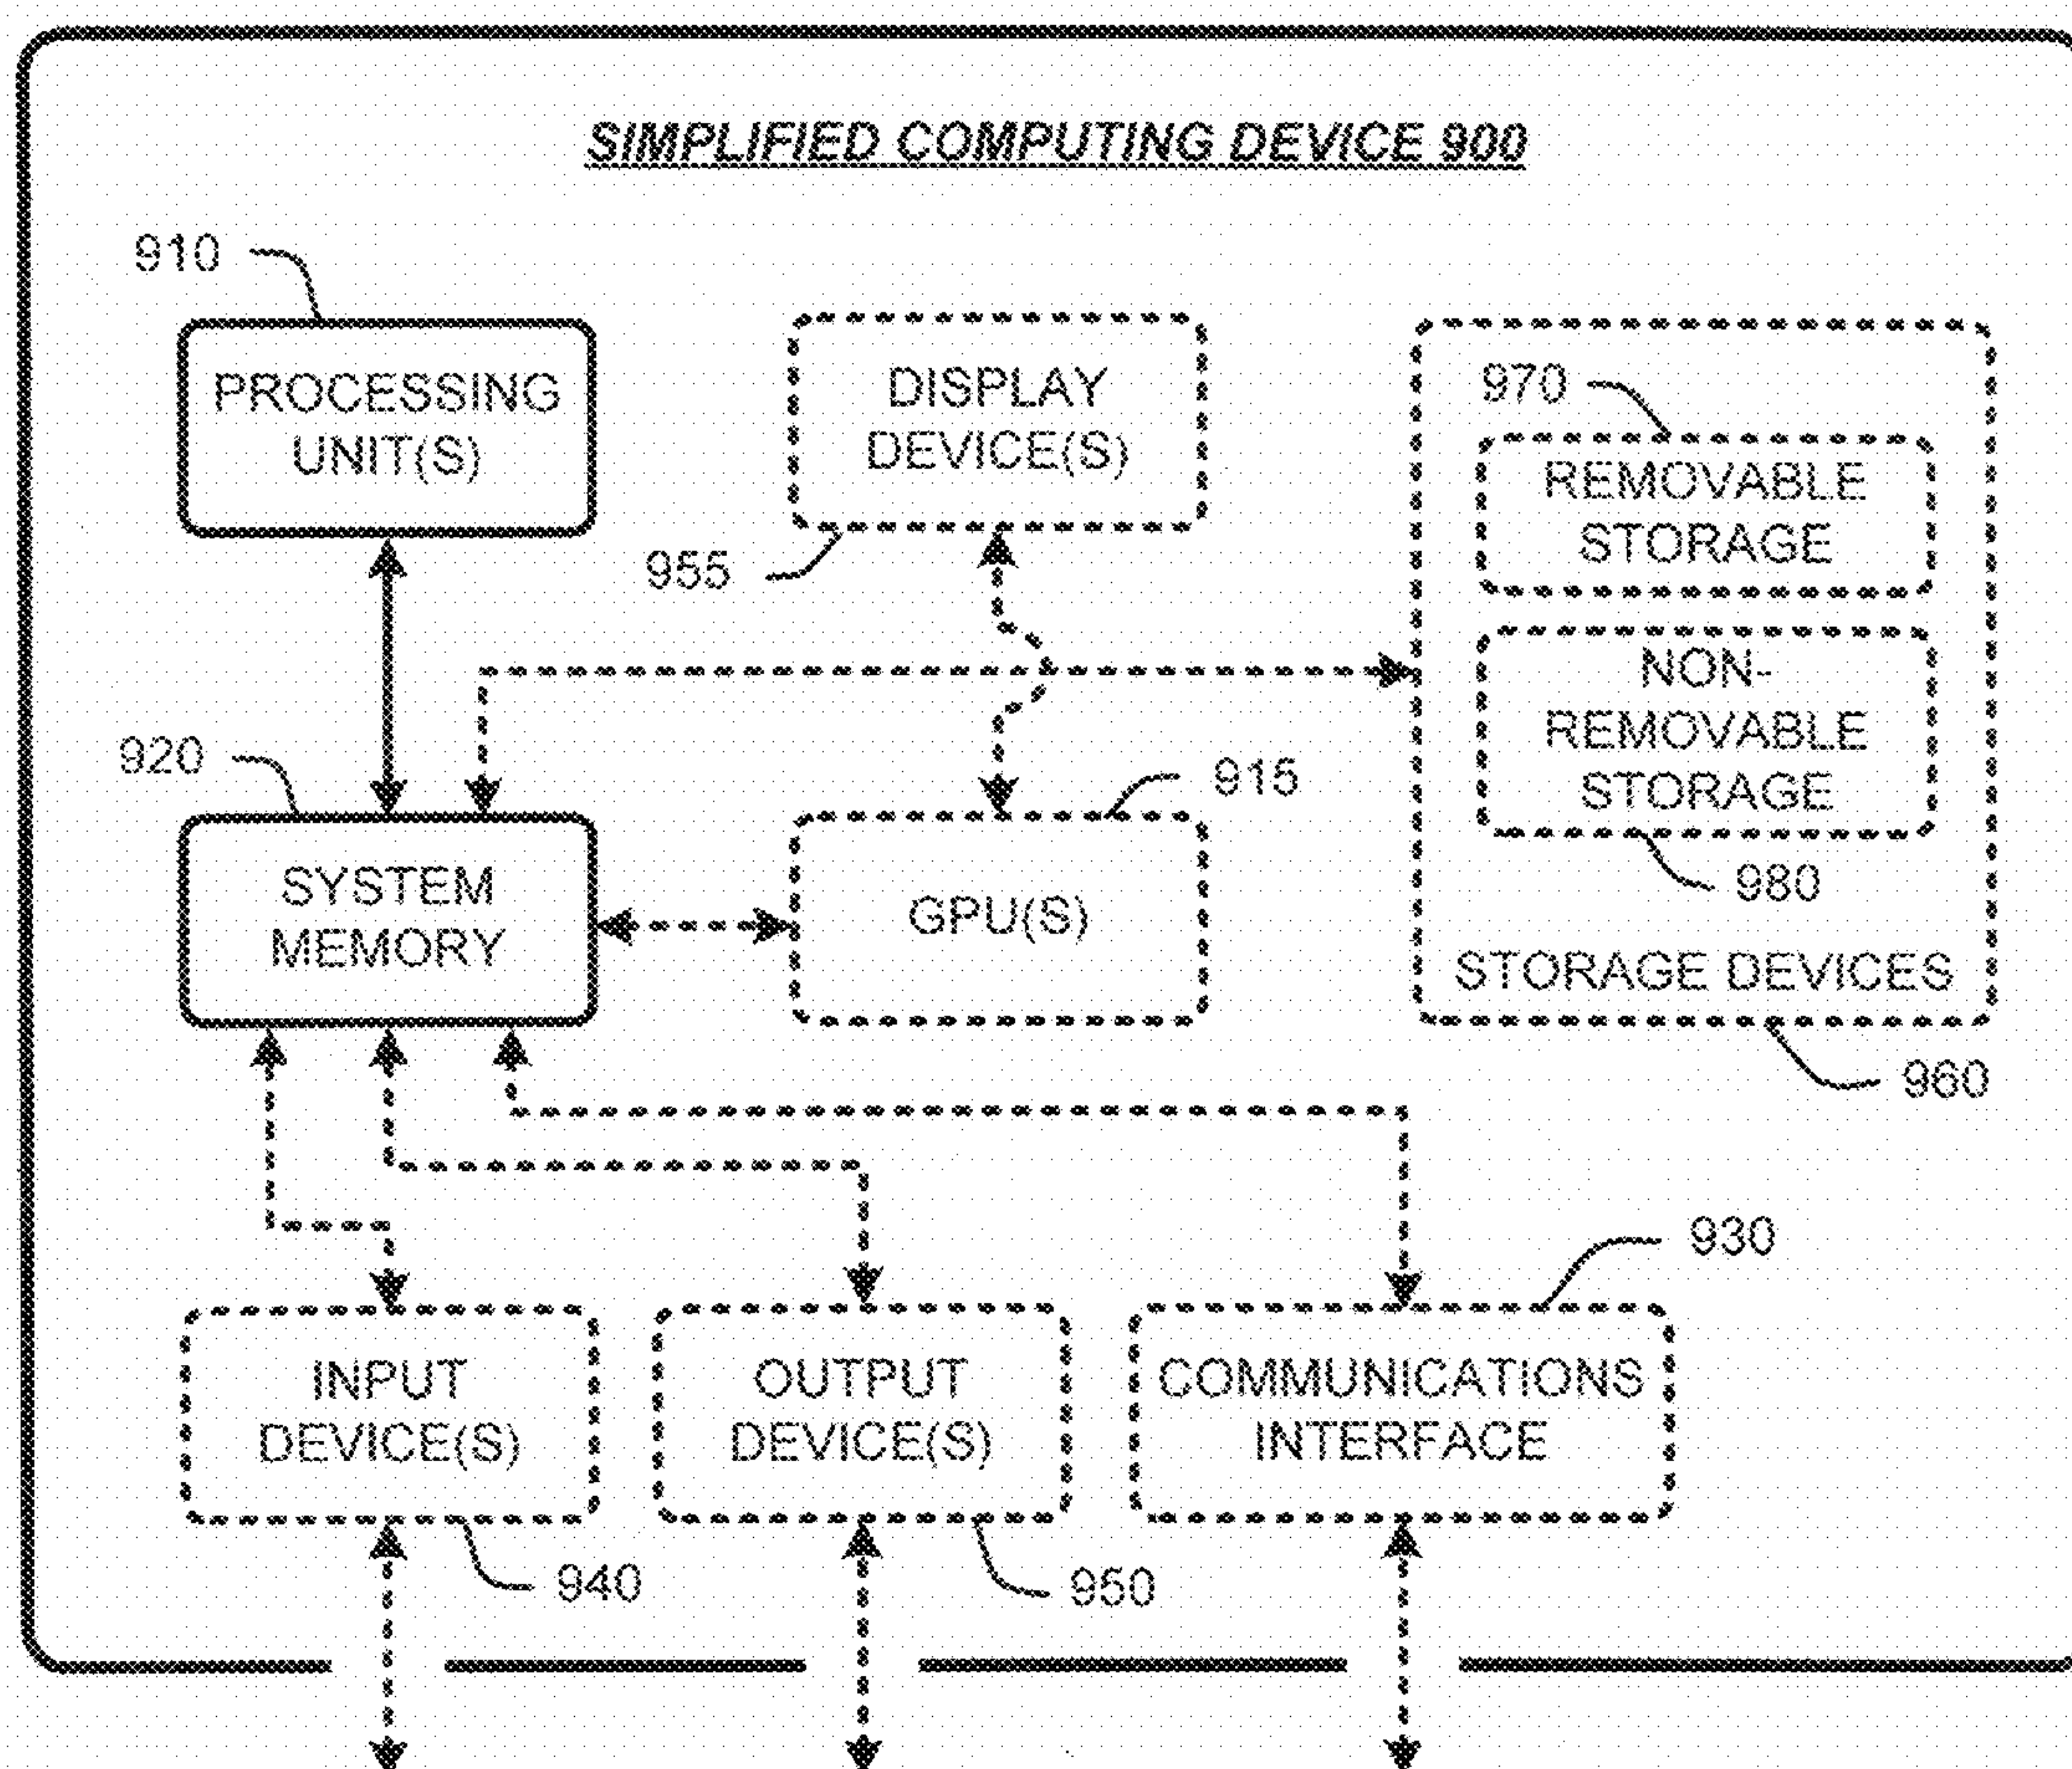 SIMPLIFIED COMPUTING DEVICE 900
910
PROCESSING
UNIT(S)
DISPLAY
DEVICE(S)
955
970
REMOVABLE
STORAGE
NON-
REMOVABLE
STORAGE
980
STORAGE DEVICES
960
920
SYSTEM
MEMORY
915
GPU(S)
930
INPUT
DEVICE(S)
940
OUTPUT
DEVICE(S)
950
COMMUNICATIONS
INTERFACE